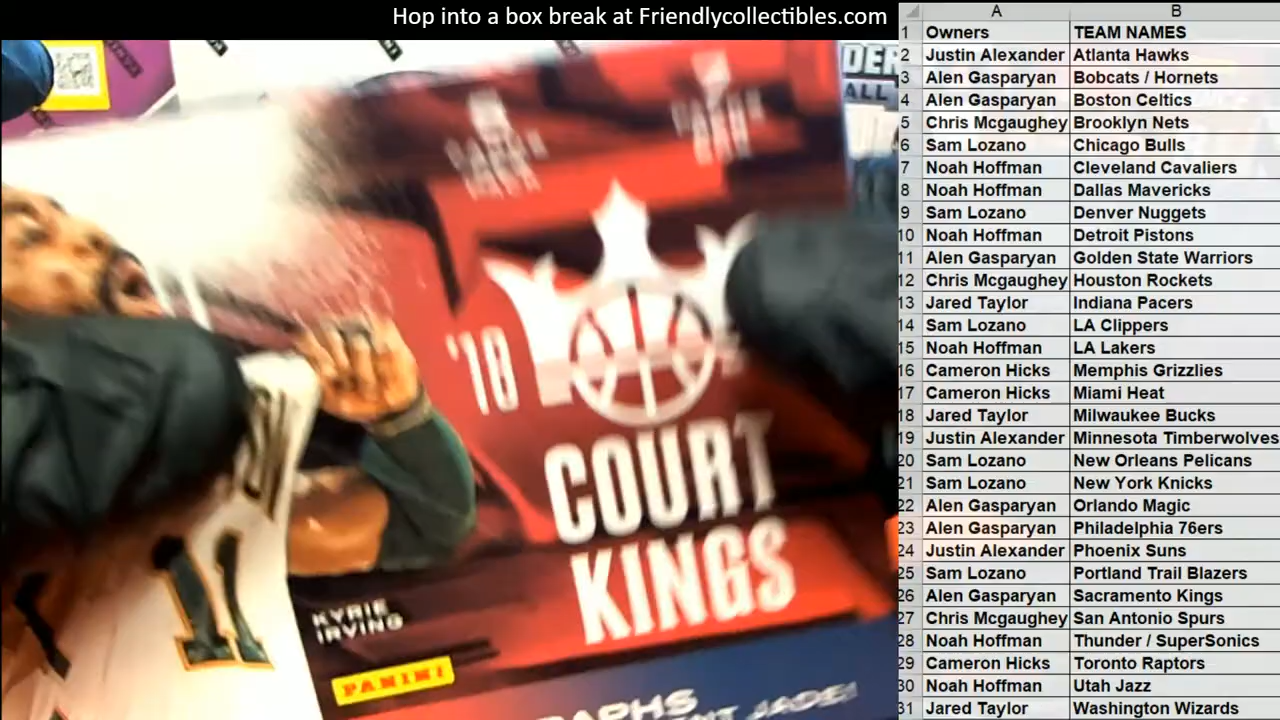 Hop into a box break at Friendlycollectibles.com
A B
1 Owners TEAM NAMES
2 Justin Alexander Atlanta Hawks
3 Alen Gasparyan Bobcats / Hornets
4 Alen Gasparyan Boston Celtics
5 Chris Mcgaughey Brooklyn Nets
6 Sam Lozano Chicago Bulls
7 Noah Hoffman Cleveland Cavaliers
8 Noah Hoffman Dallas Mavericks
9 Sam Lozano Denver Nuggets
10 Noah Hoffman Detroit Pistons
11 Alen Gasparyan Golden State Warriors
12 Chris Mcgaughey Houston Rockets
13 Jared Taylor Indiana Pacers
14 Sam Lozano LA Clippers
15 Noah Hoffman LA Lakers
16 Cameron Hicks Memphis Grizzlies
17 Cameron Hicks Miami Heat
18 Jared Taylor Milwaukee Bucks
19 Justin Alexander Minnesota Timberwolves
20 Sam Lozano New Orleans Pelicans
21 Sam Lozano New York Knicks
22 Alen Gasparyan Orlando Magic
23 Alen Gasparyan Philadelphia 76ers
24 Justin Alexander Phoenix Suns
25 Sam Lozano Portland Trail Blazers
26 Alen Gasparyan Sacramento Kings
27 Chris Mcgaughey San Antonio Spurs
28 Noah Hoffman Thunder / SuperSonics
29 Cameron Hicks Toronto Raptors
30 Noah Hoffman Utah Jazz
31 Jared Taylor Washington Wizards
'18
COURT
KINGS
11
KYRIE
IRVING
PANINI
ALL